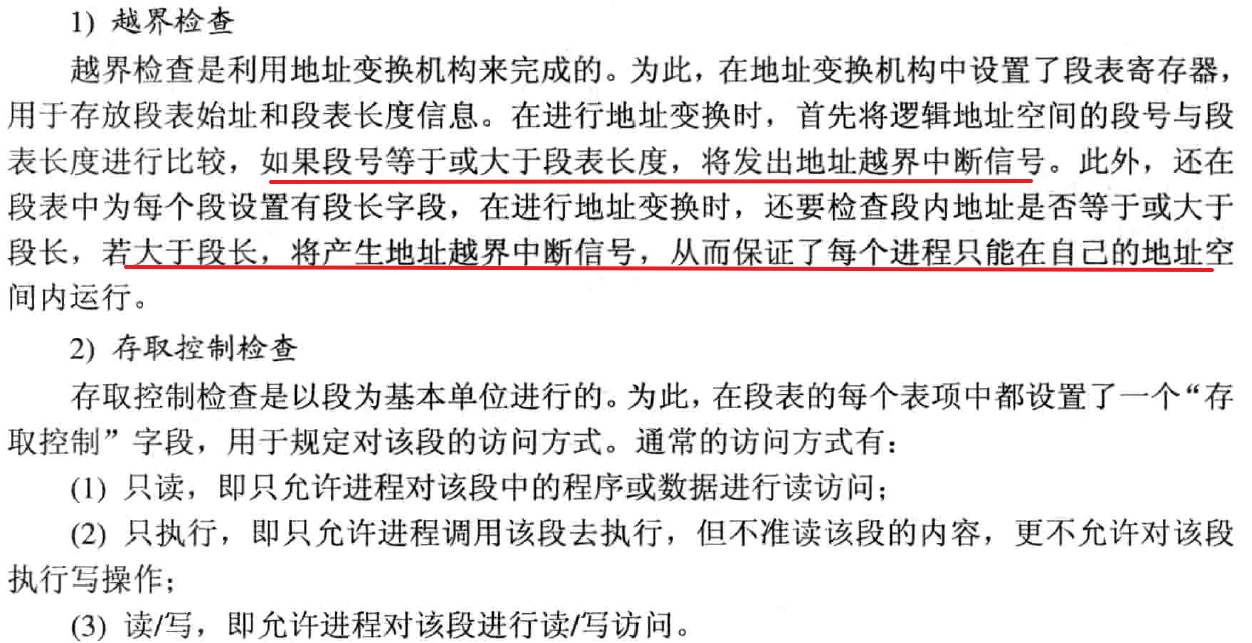 1) 越界检查
越界检查是利用地址变换机构来完成的。为此，在地址变换机构中设置了段表寄存器，
用于存放段表始址和段表长度信息。在进行地址变换时，首先将逻辑地址空间的段号与段
表长度进行比较，如果段号等于或大于段表长度，将发出地址越界中断信号。此外，还在
段表中为每个段设置有段长字段，在进行地址变换时，还要检查段内地址是否等于或大于
段长，若大于段长，将产生地址越界中断信号，从而保证了每个进程只能在自己的地址空
间内运行。
2) 存取控制检查
存取控制检查是以段为基本单位进行的。为此，在段表的每个表项中都设置了一个“存
取控制”字段，用于规定对该段的访问方式。通常的访问方式有：
(1) 只读，即只允许进程对该段中的程序或数据进行读访问；
(2) 只执行，即只允许进程调用该段去执行，但不准读该段的内容，更不允许对该段
执行写操作；
(3) 读/写，即允许进程对该段进行读/写访问。